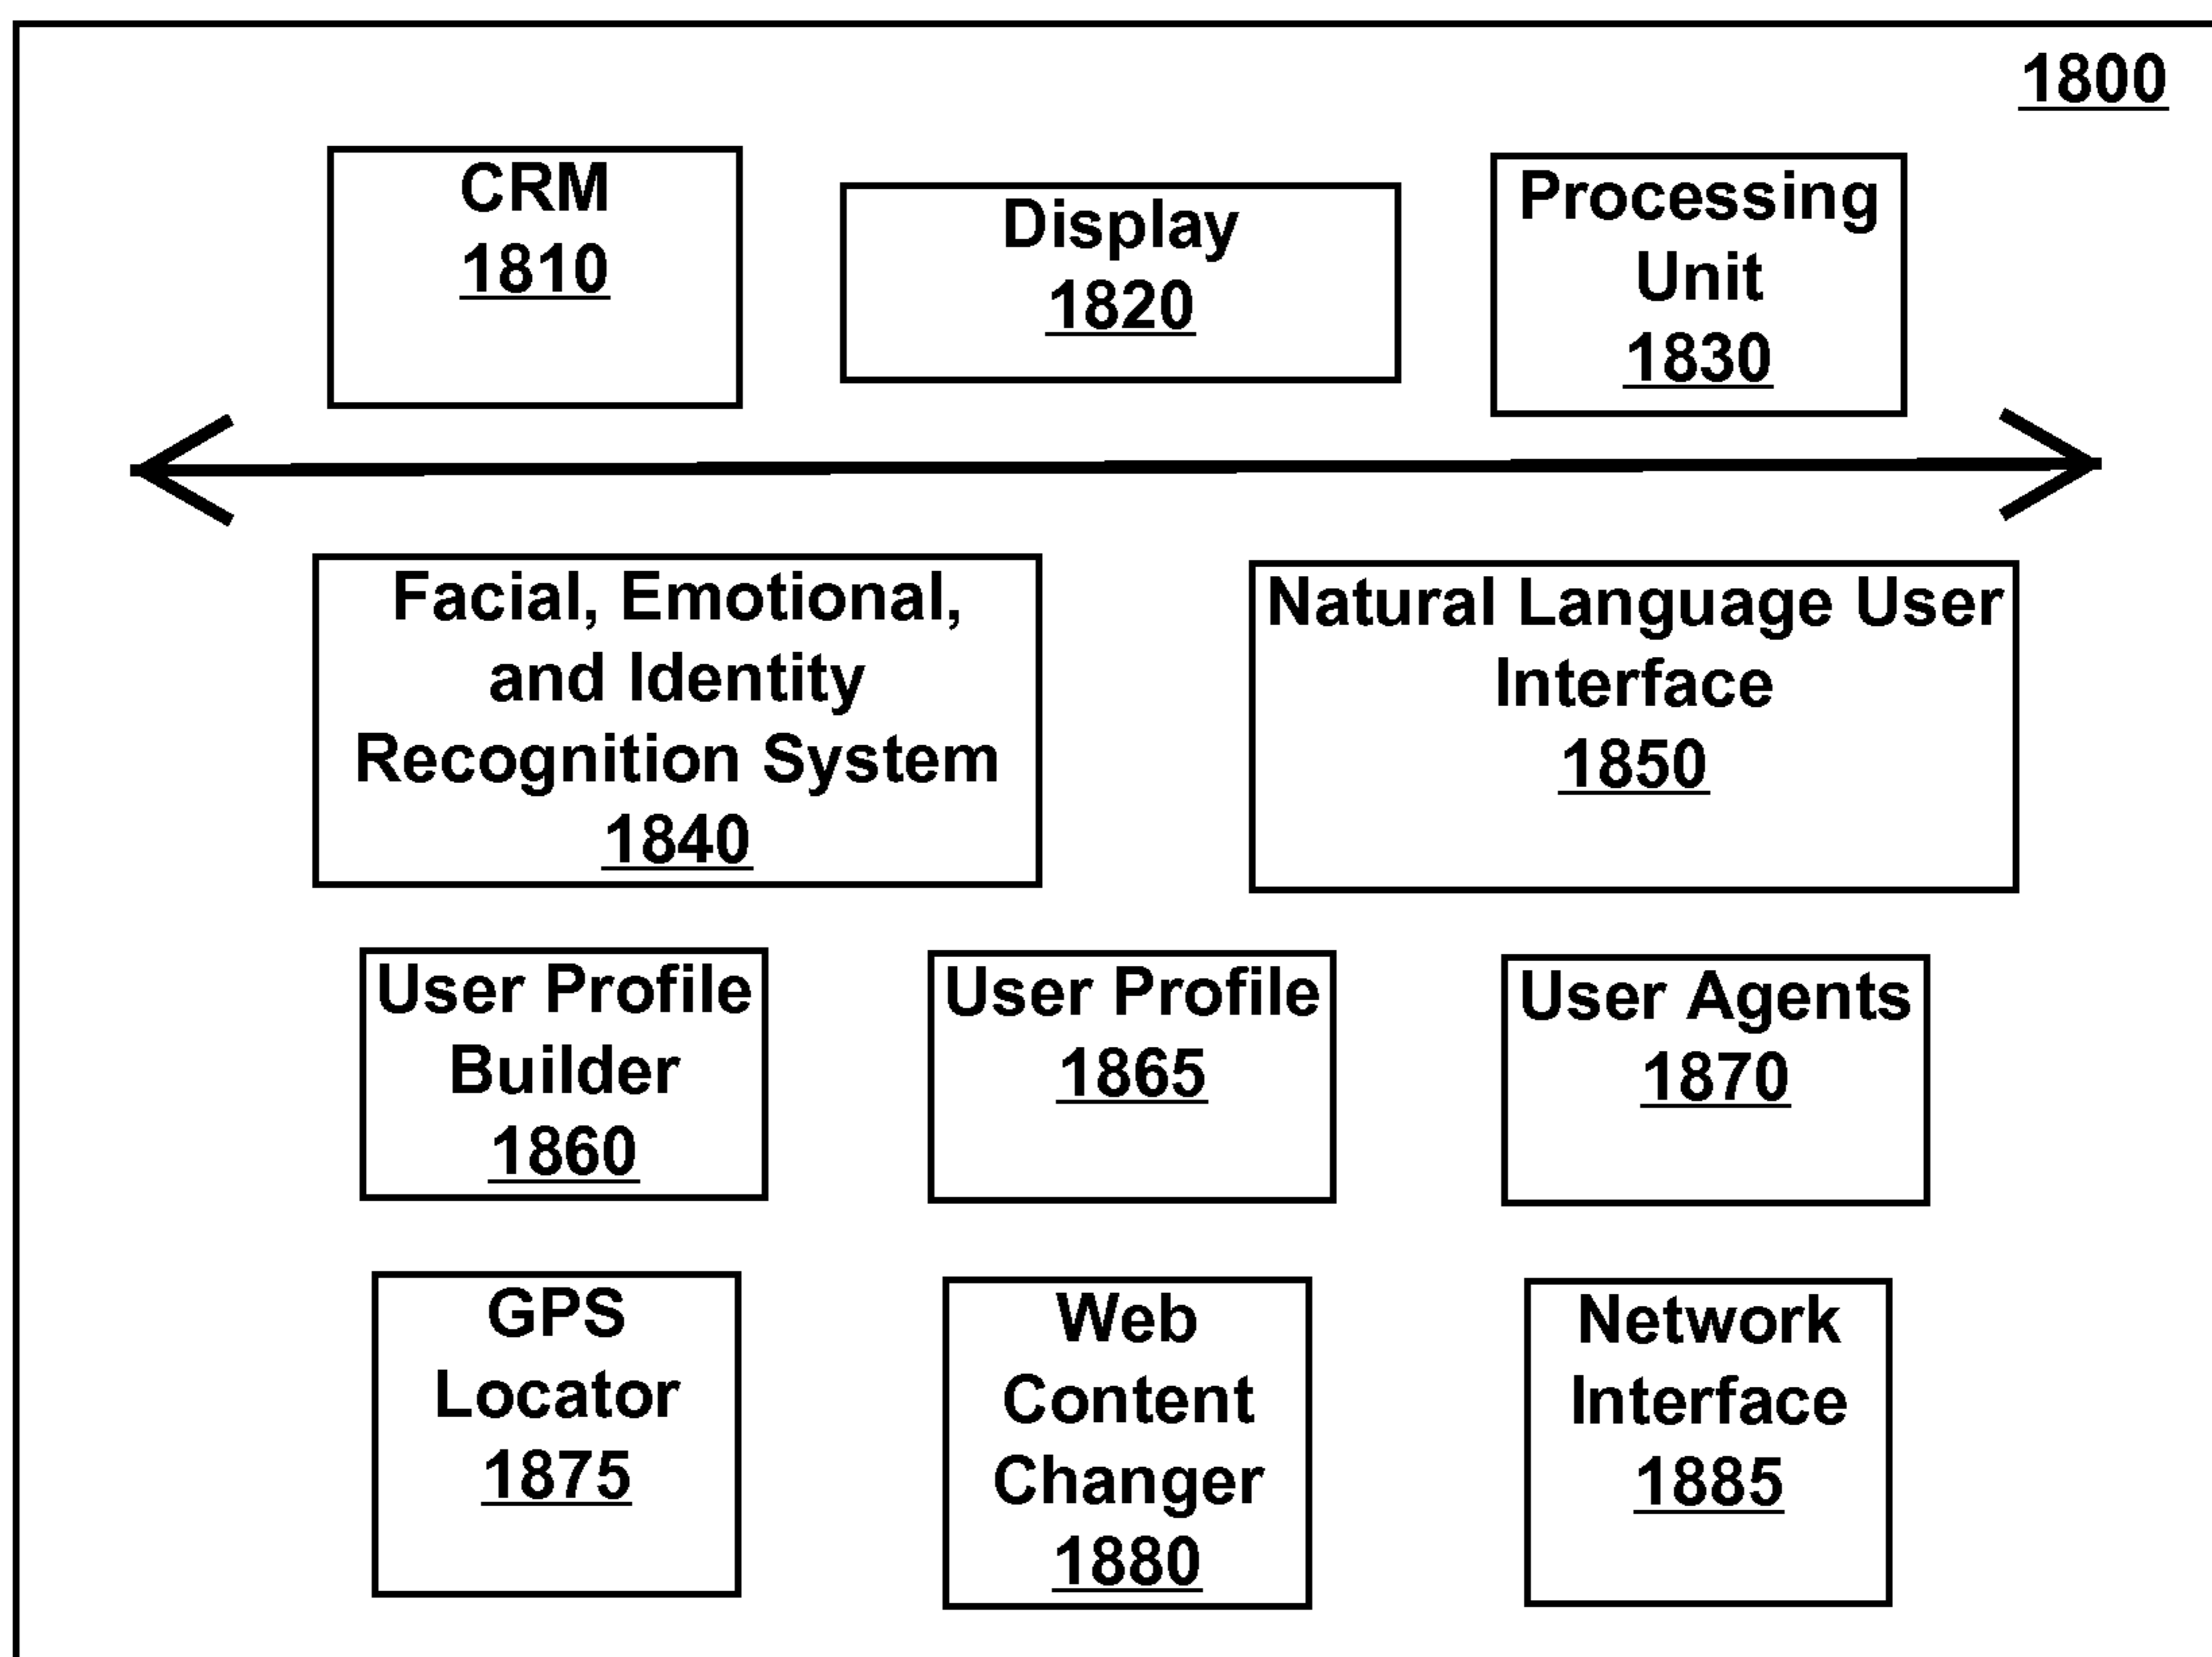 1800
CRM
1810
Display
1820
Processing
Unit
1830
Facial, Emotional,
and Identity
Recognition System
1840
Natural Language User
Interface
1850
User Profile
Builder
1860
User Profile
1865
User Agents
1870
GPS
Locator
1875
Web
Content
Changer
1880
Network
Interface
1885